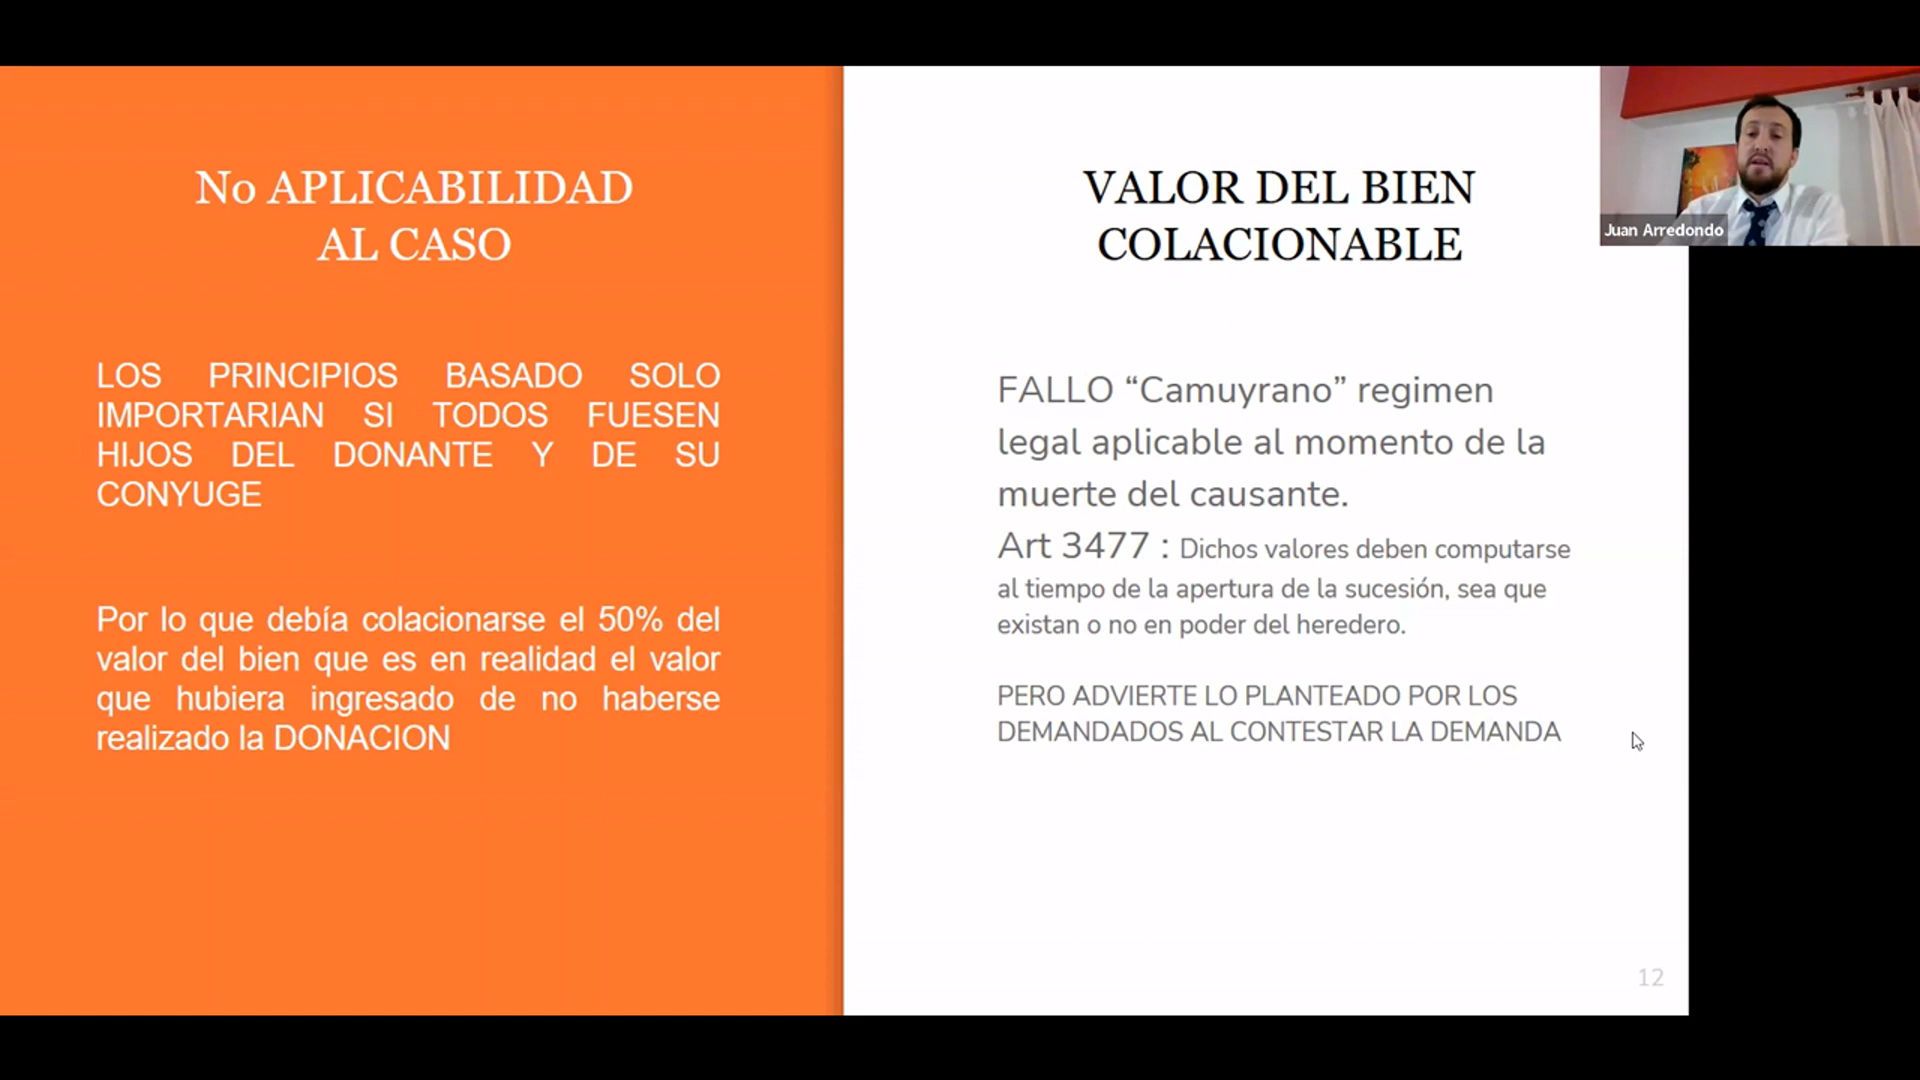 No APLICABILIDAD
AL CASO
LOS PRINCIPIOS BASADO SOLO
IMPORTARIAN SI TODOS FUESEN
HIJOS DEL DONANTE Y DE SU
CONYUGE
Por lo que debía colacionarse el 50% del
valor del bien que es en realidad el valor
que hubiera ingresado de no haberse
realizado la DONACION
VALOR DEL BIEN
COLACIONABLE
FALLO “Camuyrano” regimen
legal aplicable al momento de la
muerte del causante.
Art 3477 : Dichos valores deben computarse
al tiempo de la apertura de la sucesión, sea que
existan o no en poder del heredero.
PERO ADVIERTE LO PLANTEADO POR LOS
DEMANDADOS AL CONTESTAR LA DEMANDA
12
Juan Arredondo